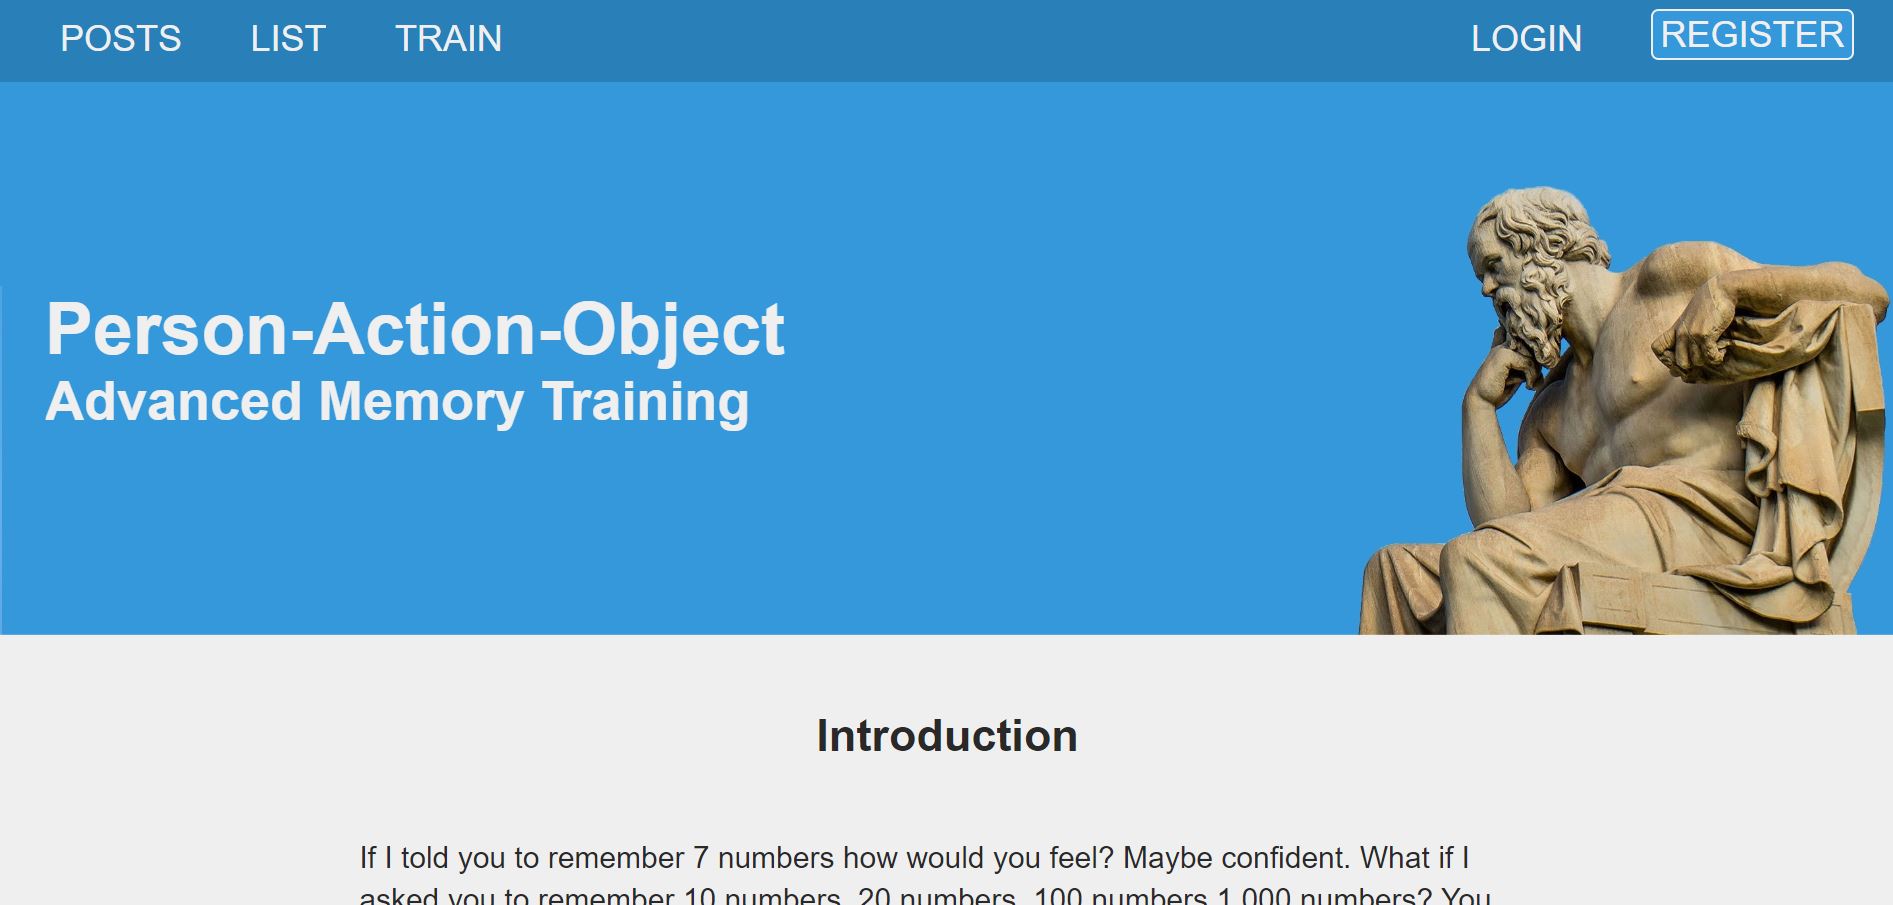 POSTS LIST TRAIN LOGIN REGISTER
Person-Action-Object
Advanced Memory Training
Introduction
If I told you to remember 7 numbers how would you feel? Maybe confident. What if I
asked you to remember 10 numbers, 20 numbers, 100 numbers 1,000 numbers? You